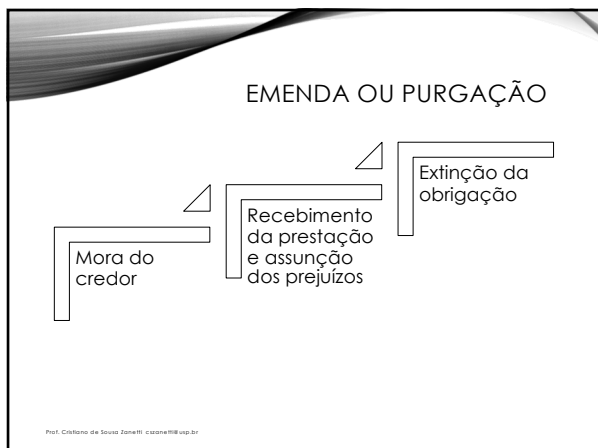 EMENDA OU PURGAÇÃO
Mora do
credor
Recebimento
da prestação
e assunção
dos prejuízos
Extinção da
obrigação
Prof. Cristiano de Sousa Zanetti cszanetti@usp.br